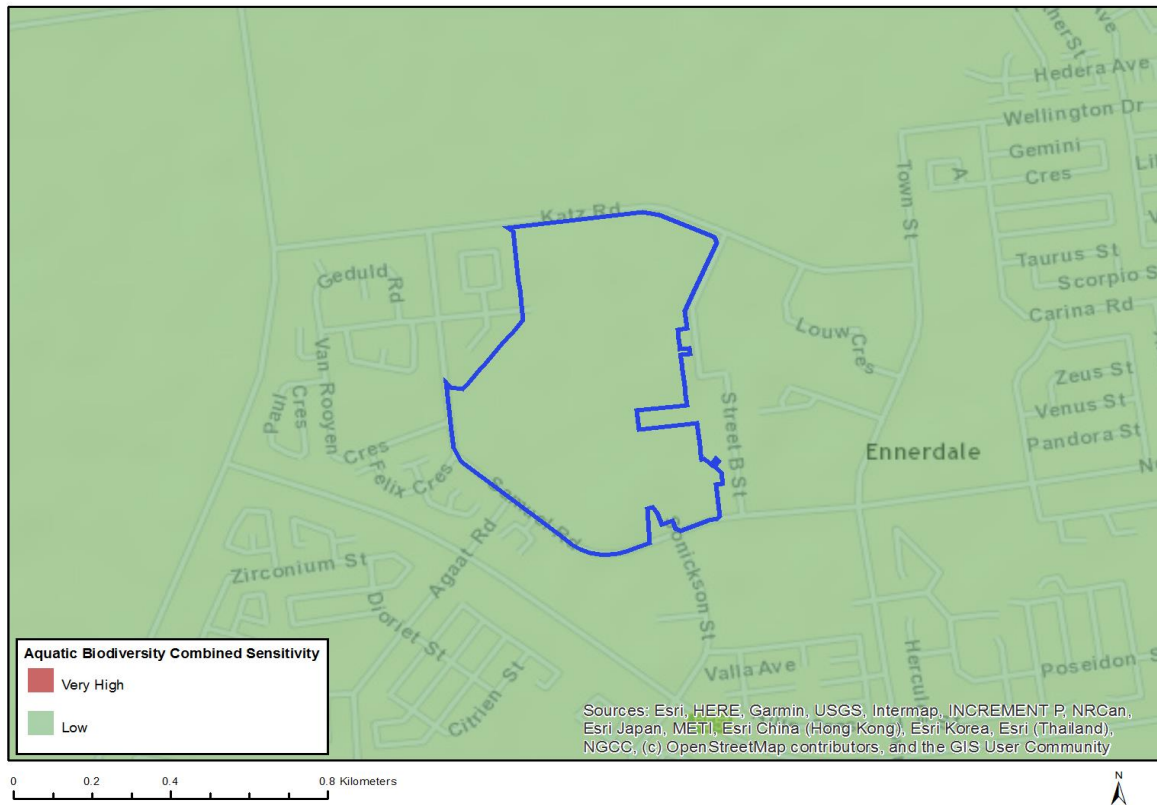 Hedera Ave
Wellington Dr
Gemini
Cres
A
Town St
Katz Rd
Taurus St
Scorpio S
Carina Rd
Geduld
Rd
Louw Cres
Van Rooyen
Cres
Paul
Cres
Felix Cres
Zeus St
Venus St
Pandora St
Street B St
Ennerdale
Samuel Rd
Agaat Rd
Zirconium St
Dioriet St
Citrien St
Valla Ave
Poseidon S
Aquatic Biodiversity Combined Sensitivity
Very High
Low
Sources: Esri, HERE, Garmin, USGS, Intermap, INCREMENT P, NRCan,
Esri Japan, METI, Esri China (Hong Kong), Esri Korea, Esri (Thailand),
NGCC, (c) OpenStreetMap contributors, and the GIS User Community
0 0.2 0.4 0.8 Kilometers
N